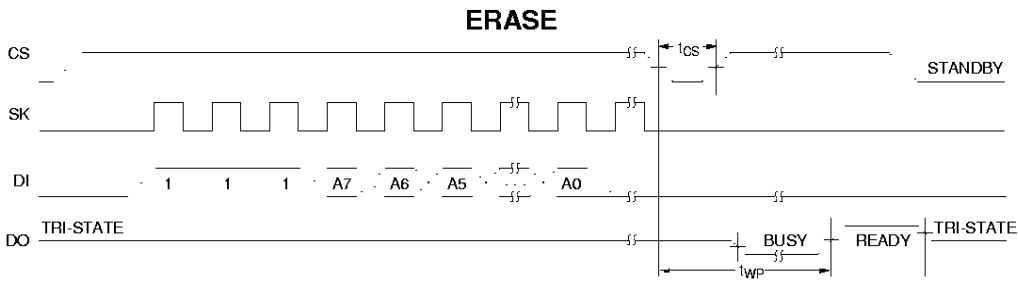 ERASE
CS
tCS
STANDBY
SK
DI
1 1 1 A7 A6 A5 ... A0
TRI-STATE
DO
BUSY
READY
TRI-STATE
tWP